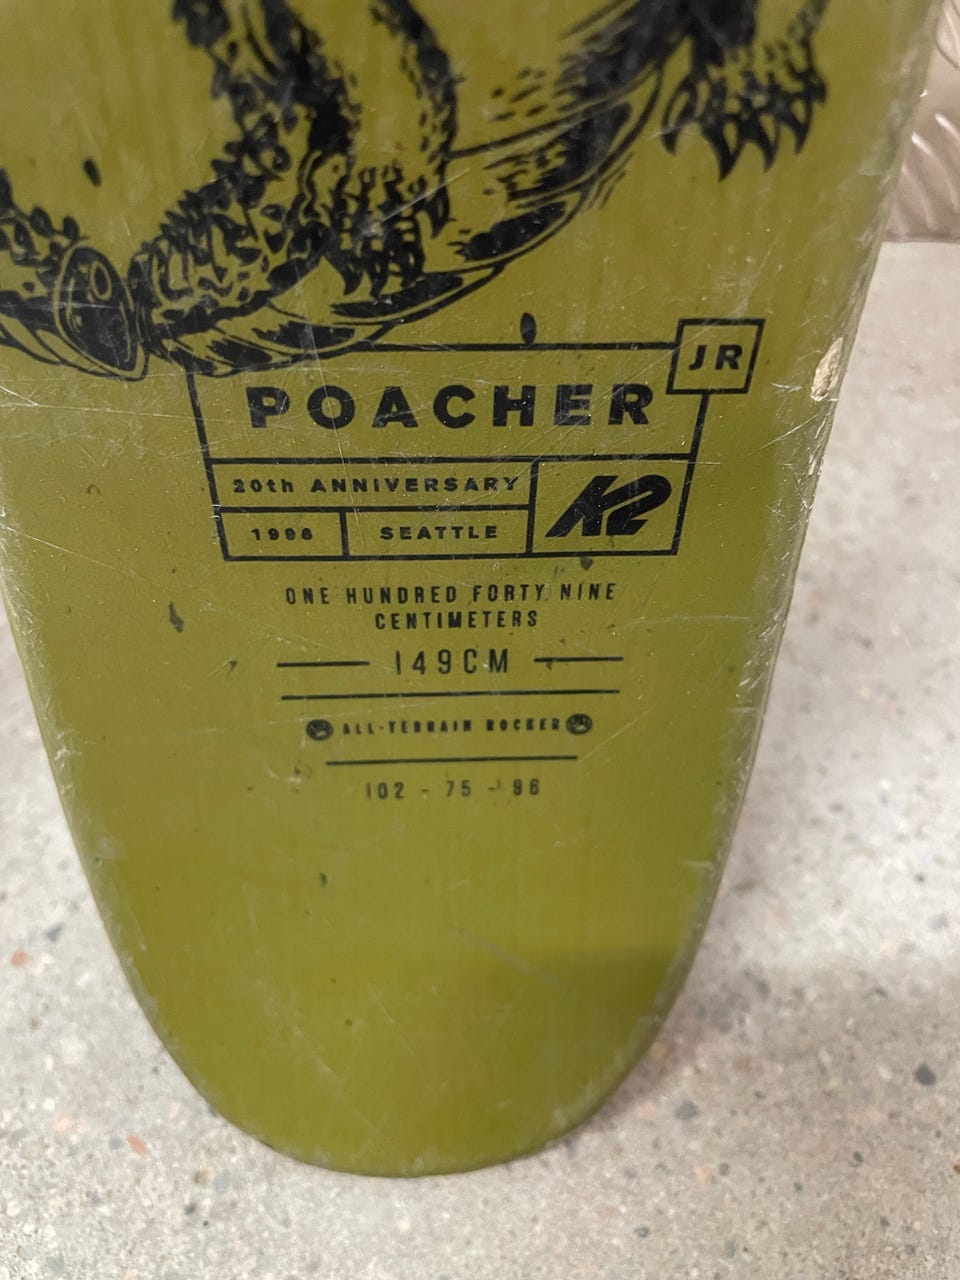 JR
POACHER
20th ANNIVERSARY
K2
1996
SEATTLE
ONE HUNDRED FORTY NINE
CENTIMETERS
149CM
ALL-TERRAIN ROCKER
102 - 75 - 96